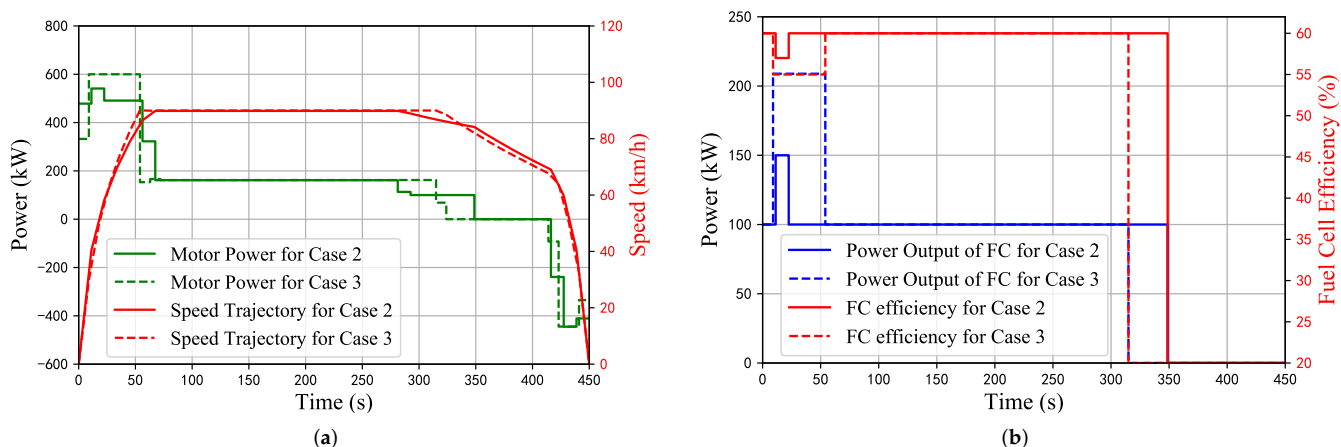 800
600
400
200
0
−200
−400
−600
Power (kW)
0 50 100 150 200 250 300 350 400 450
Time (s)
120
100
80
60
40
20
0
Speed (km/h)
Motor Power for Case 2
Motor Power for Case 3
Speed Trajectory for Case 2
Speed Trajectory for Case 3
(a)
250
200
150
100
50
0
Power (kW)
0 50 100 150 200 250 300 350 400 450
Time (s)
60
55
50
45
40
35
30
25
20
Fuel Cell Efficiency (%)
Power Output of FC for Case 2
Power Output of FC for Case 3
FC efficiency for Case 2
FC efficiency for Case 3
(b)